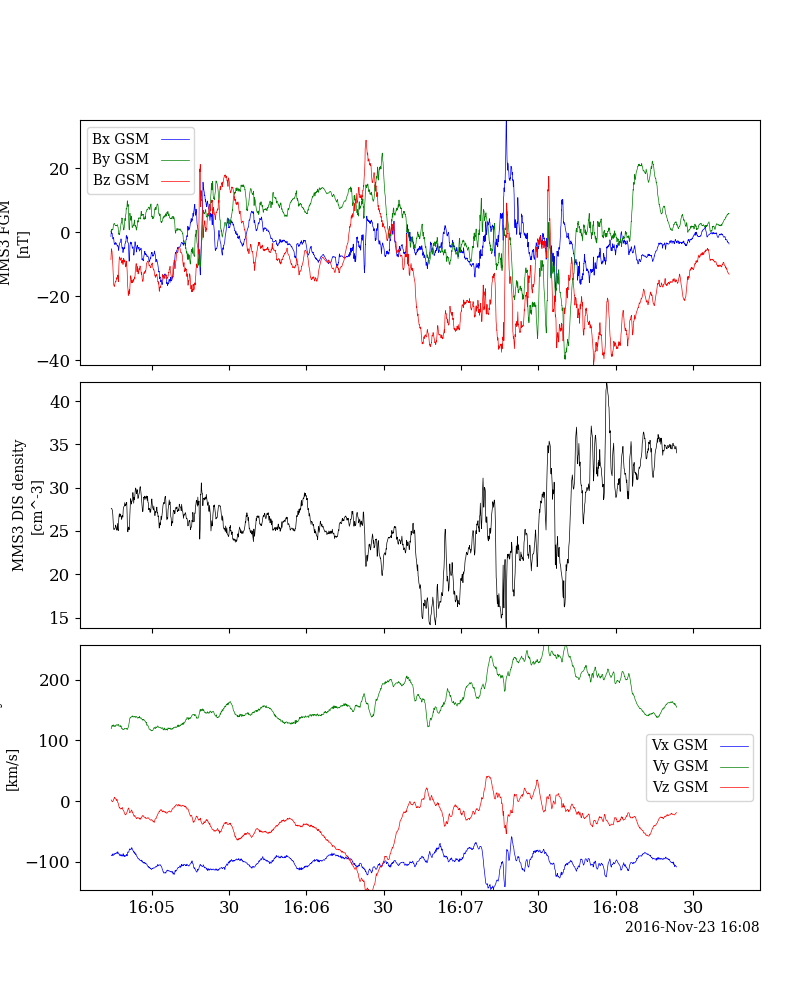 Bx GSM
By GSM
Bz GSM
20
0
−20
−40
MMS3 FGM
[nT]
40
35
30
25
20
15
MMS3 DIS density
[cm^-3]
200
100
0
−100
[km/s]
Vx GSM
Vy GSM
Vz GSM
16:05
30
16:06
30
16:07
30
16:08
30
2016-Nov-23 16:08